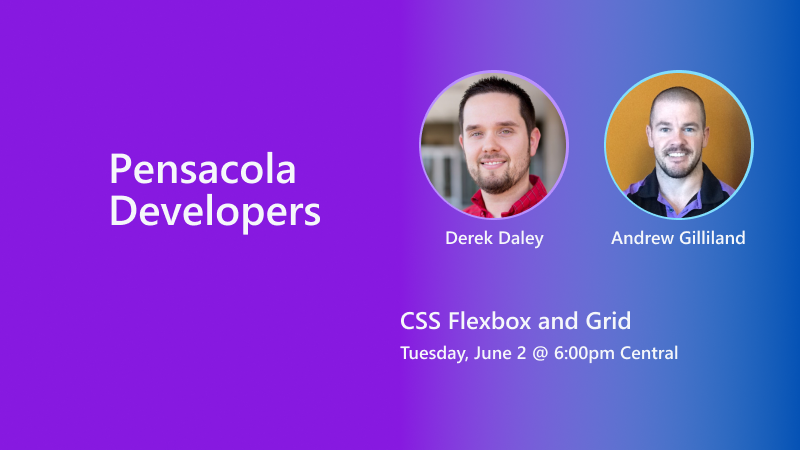 Pensacola
Developers
Derek Daley
Andrew Gilliland
CSS Flexbox and Grid
Tuesday, June 2 @ 6:00pm Central